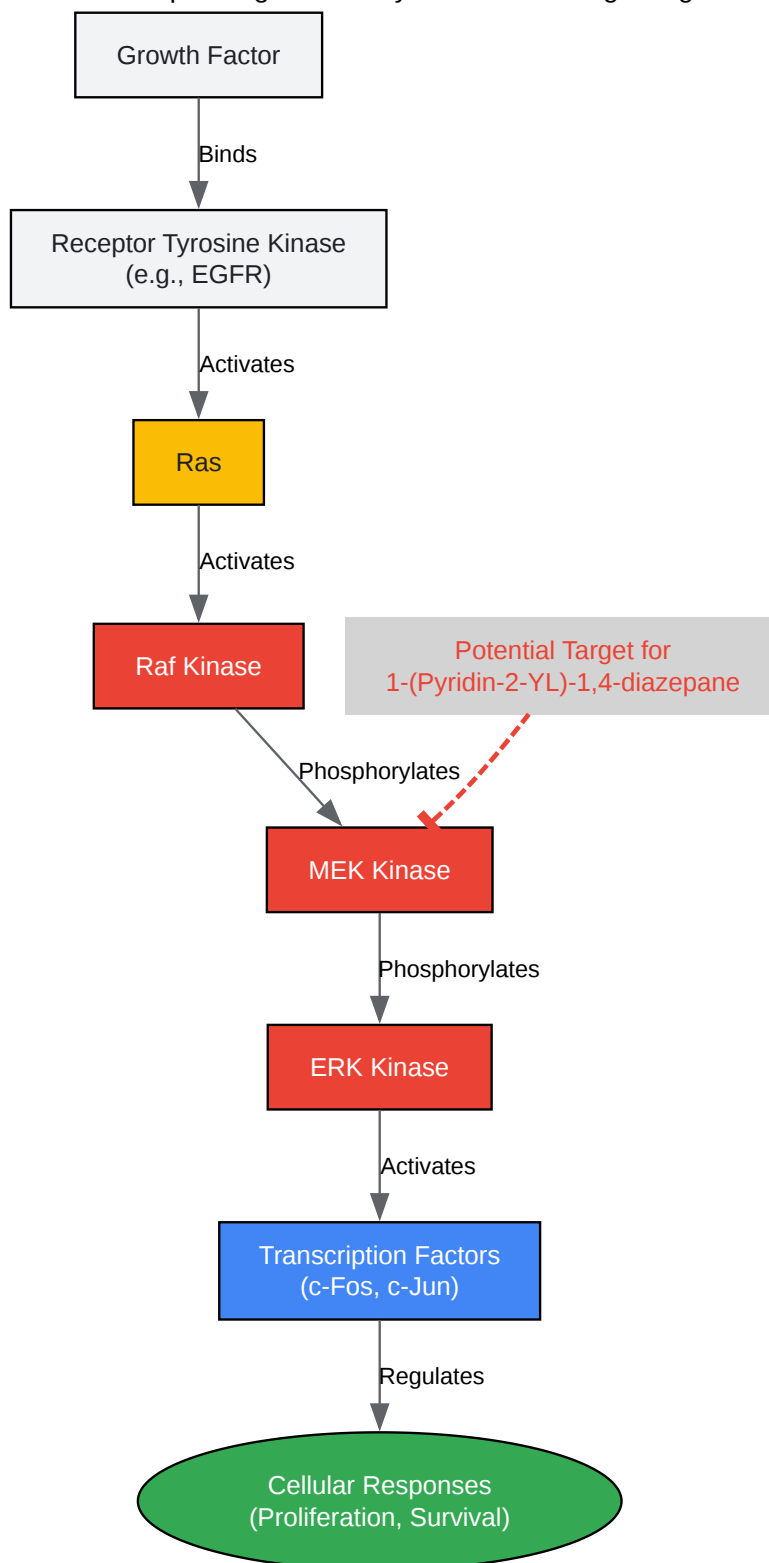 Growth Factor
Binds
Receptor Tyrosine Kinase
(e.g., EGFR)
Activates
Ras
Activates
Raf Kinase
Potential Target for
1-(Pyridin-2-YL)-1,4-diazepane
Phosphorylates
MEK Kinase
Phosphorylates
ERK Kinase
Activates
Transcription Factors
(c-Fos, c-Jun)
Regulates
Cellular Responses
(Proliferation, Survival)